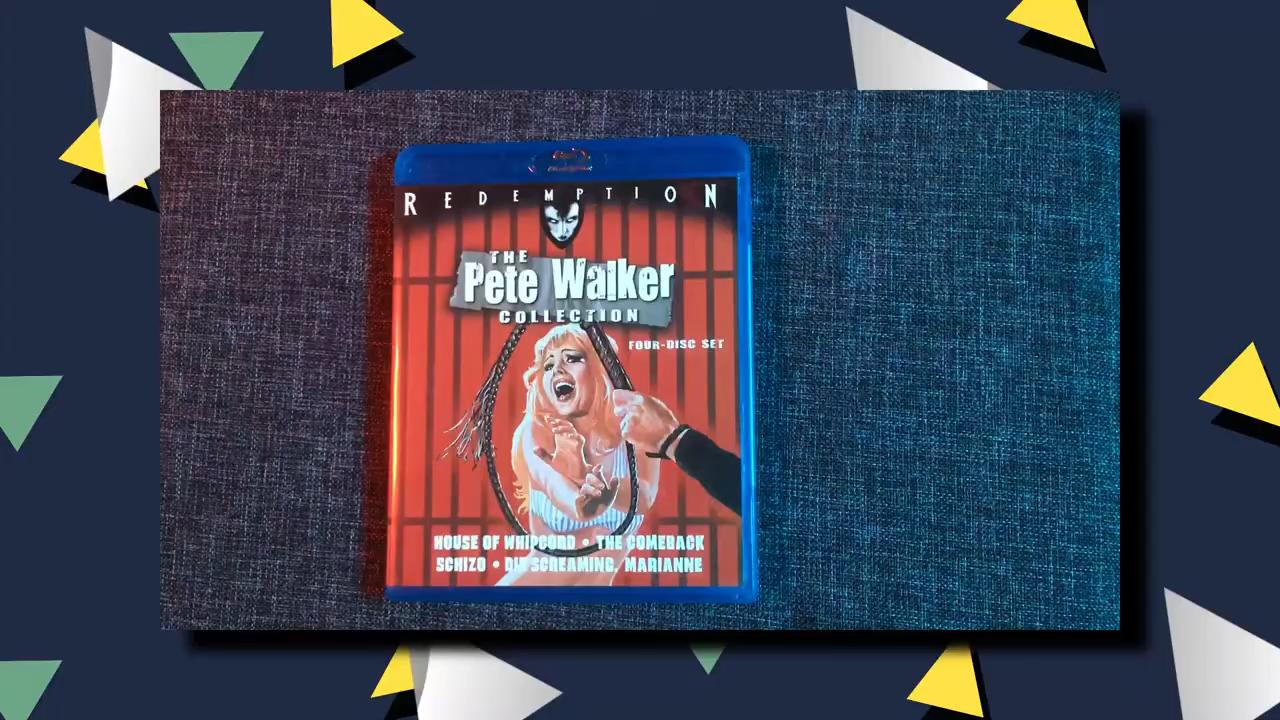 REDEMPTION
THE
Pete Walker
COLLECTION
FOUR-DISC SET
HOUSE OF WHIPCORD • THE COMEBACK
SCHIZO • DIE SCREAMING, MARIANNE